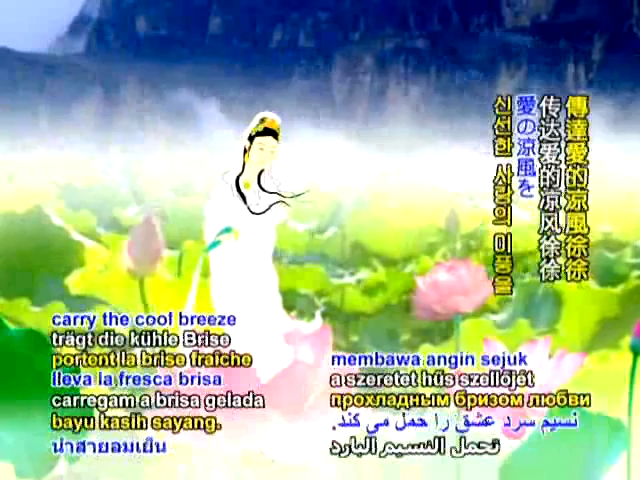 傳達愛的涼風徐徐
传达爱的凉风徐徐
愛の涼風を
신선한 사랑의 미풍을
carry the cool breeze
trägt die kühle Brise
portent la brise fraîche
lleva la fresca brisa
carregam a brisa gelada
bayu kasih sayang.
นำสายลมเย็น
membawa angin sejuk
a szeretet hűs szellőjét
прохладным бризом любви
نسیم سرد عشق را حمل می کند.
تحمل النسيم البارد